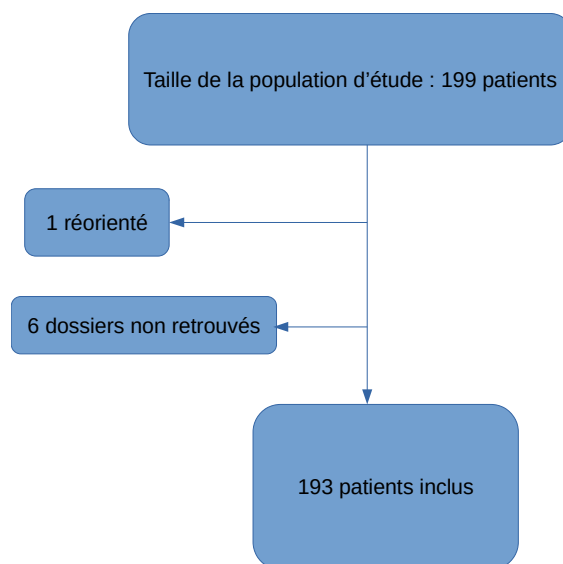 Taille de la population d’étude : 199 patients
1 réorienté
6 dossiers non retrouvés
193 patients inclus